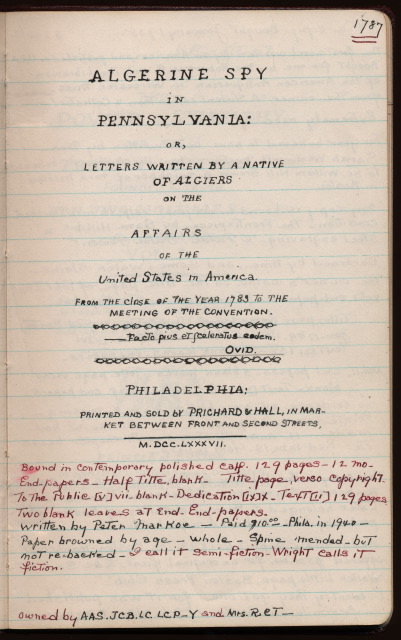 1787
ALGERINE SPY
IN
PENNSYLVANIA:
OR,
LETTERS WRITTEN BY A NATIVE
OF ALGIERS
ON THE
AFFAIRS
OF THE
United States in America.
FROM THE Close OF THE YEAR 1783 TO THE
MEETING OF THE CONVENTION.
—Facto pius et Sceleratus eodem.
OVID.
PHILADELPHIA:
PRINTED AND SOLD BY PRICHARD & HALL, IN MAR-
KET BETWEEN FRONT AND SECOND STREETS,
M.DCC.LXXXVII.
Bound in contemporary polished calf. 129 pages-12 mo-
End-papers-Half Title, blank- Title page, verso copyright.
To the Public [V] vii-blank-Dedication [ix]x-Text [11] 129 pages
Two blank leaves at End-End-papers.
Written by Peter Markoe - Paid $10.00-Phila. in 1940-
Paper browned by age-whole-Spine mended-but
not re-backed-I call it Semi-fiction-Wright calls it
fiction.
Owned by AAS. JCB. LC. LCP-Y and Mrs. R.CT-